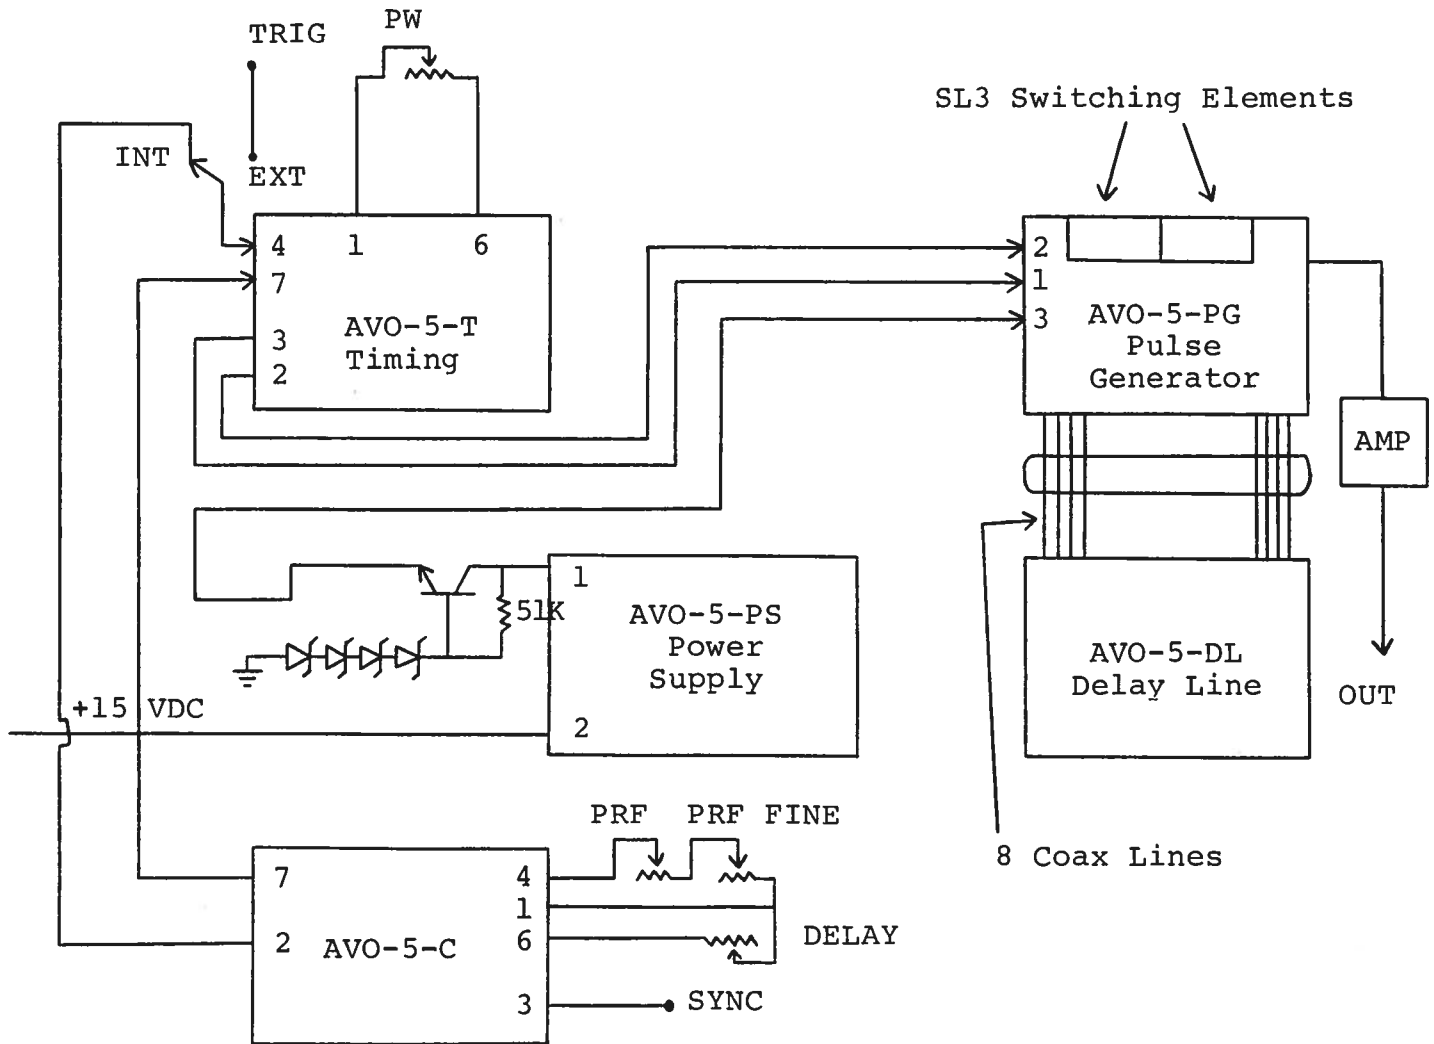 PW
TRIG
SL3 Switching Elements
INT
EXT
4 1 6
7
AVO-5-T
Timing
3
2
2
1
3
AVO-5-PG
Pulse
Generator
AMP
1
51K
AVO-5-PS
Power
Supply
2
AVO-5-DL
Delay Line
OUT
+15 VDC
PRF PRF FINE
8 Coax Lines
7
2
AVO-5-C
4
1
6
3
DELAY
SYNC